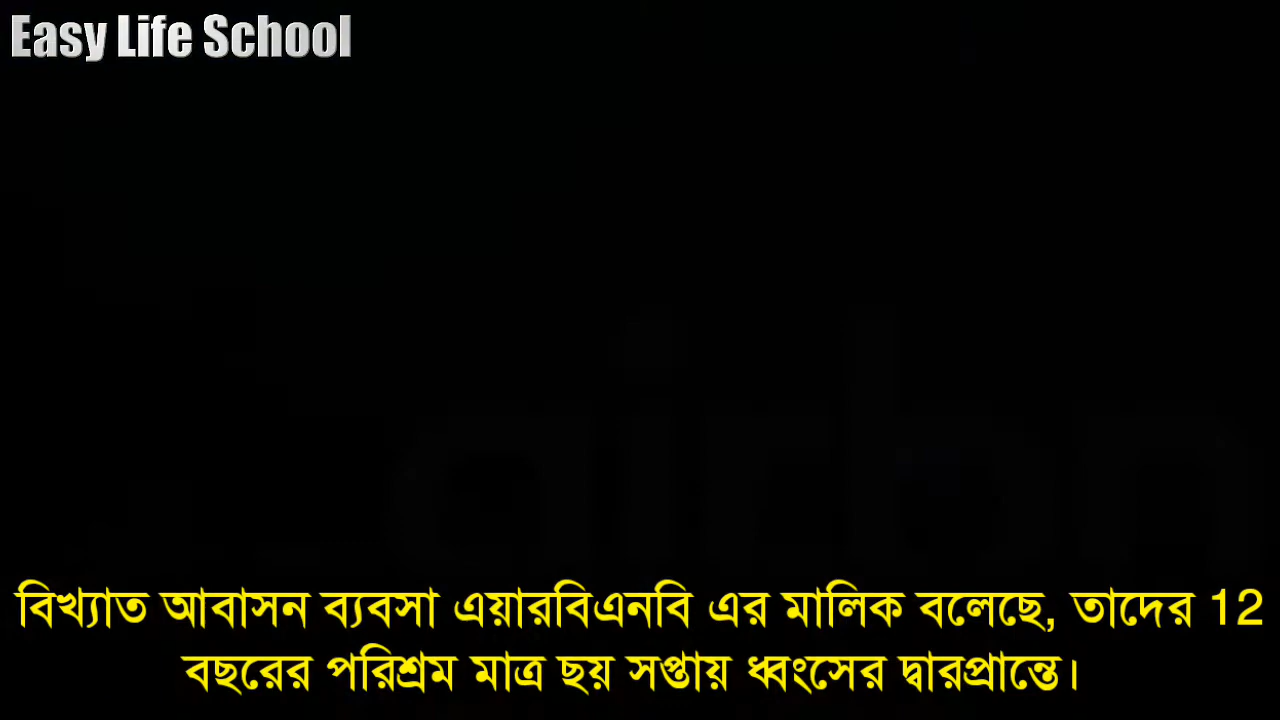 Easy Life School
বিখ্যাত আবাসন ব্যবসা এয়ারবিএনবি এর মালিক বলেছে, তাদের 12
বছরের পরিশ্রম মাত্র ছয় সপ্তায় ধ্বংসের দ্বারপ্রান্তে।